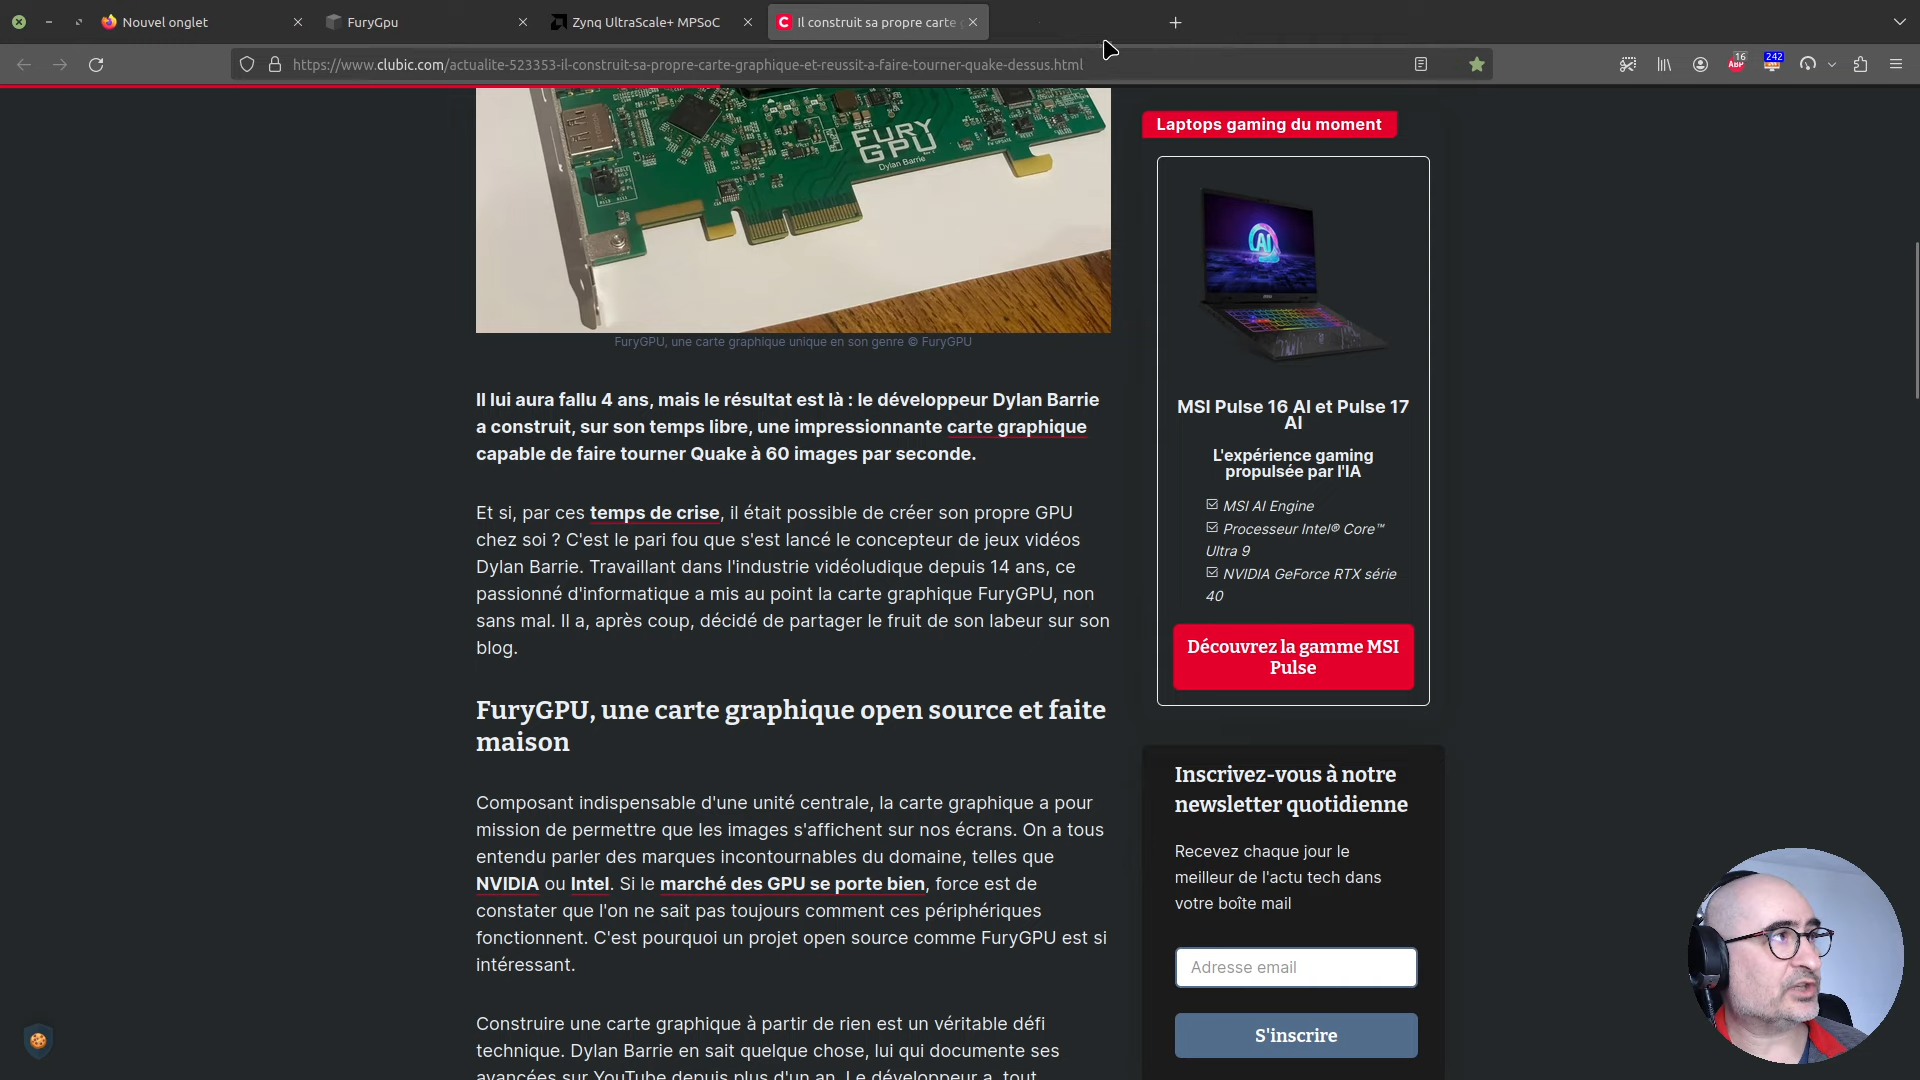 Nouvel onglet
FuryGpu
Zynq UltraScale+ MPSoC
Il construit sa propre carte
https://www.clubic.com/actualite-523353-il-construit-sa-propre-carte-graphique-et-reussit-a-faire-tourner-quake-dessus.html
ABP
16
242
FURY
GPU
Dylan Barrie
FuryGPU, une carte graphique unique en son genre © FuryGPU
Il lui aura fallu 4 ans, mais le résultat est là : le développeur Dylan Barrie
a construit, sur son temps libre, une impressionnante carte graphique
capable de faire tourner Quake à 60 images par seconde.
Et si, par ces temps de crise, il était possible de créer son propre GPU
chez soi ? C'est le pari fou que s'est lancé le concepteur de jeux vidéos
Dylan Barrie. Travaillant dans l'industrie vidéoludique depuis 14 ans, ce
passionné d'informatique a mis au point la carte graphique FuryGPU, non
sans mal. Il a, après coup, décidé de partager le fruit de son labeur sur son
blog.
FuryGPU, une carte graphique open source et faite
maison
Composant indispensable d'une unité centrale, la carte graphique a pour
mission de permettre que les images s'affichent sur nos écrans. On a tous
entendu parler des marques incontournables du domaine, telles que
NVIDIA ou Intel. Si le marché des GPU se porte bien, force est de
constater que l'on ne sait pas toujours comment ces périphériques
fonctionnent. C'est pourquoi un projet open source comme FuryGPU est si
intéressant.
Construire une carte graphique à partir de rien est un véritable défi
technique. Dylan Barrie en sait quelque chose, lui qui documente ses
avancées sur YouTube depuis plus d'un an. Le développeur a, tout
Laptops gaming du moment
AI
MSI Pulse 16 AI et Pulse 17
AI
L'expérience gaming
propulsée par l'IA
MSI AI Engine
Processeur Intel® Core™
Ultra 9
NVIDIA GeForce RTX série
40
Découvrez la gamme MSI
Pulse
Inscrivez-vous à notre
newsletter quotidienne
Recevez chaque jour le
meilleur de l'actu tech dans
votre boîte mail
Adresse email
S'inscrire